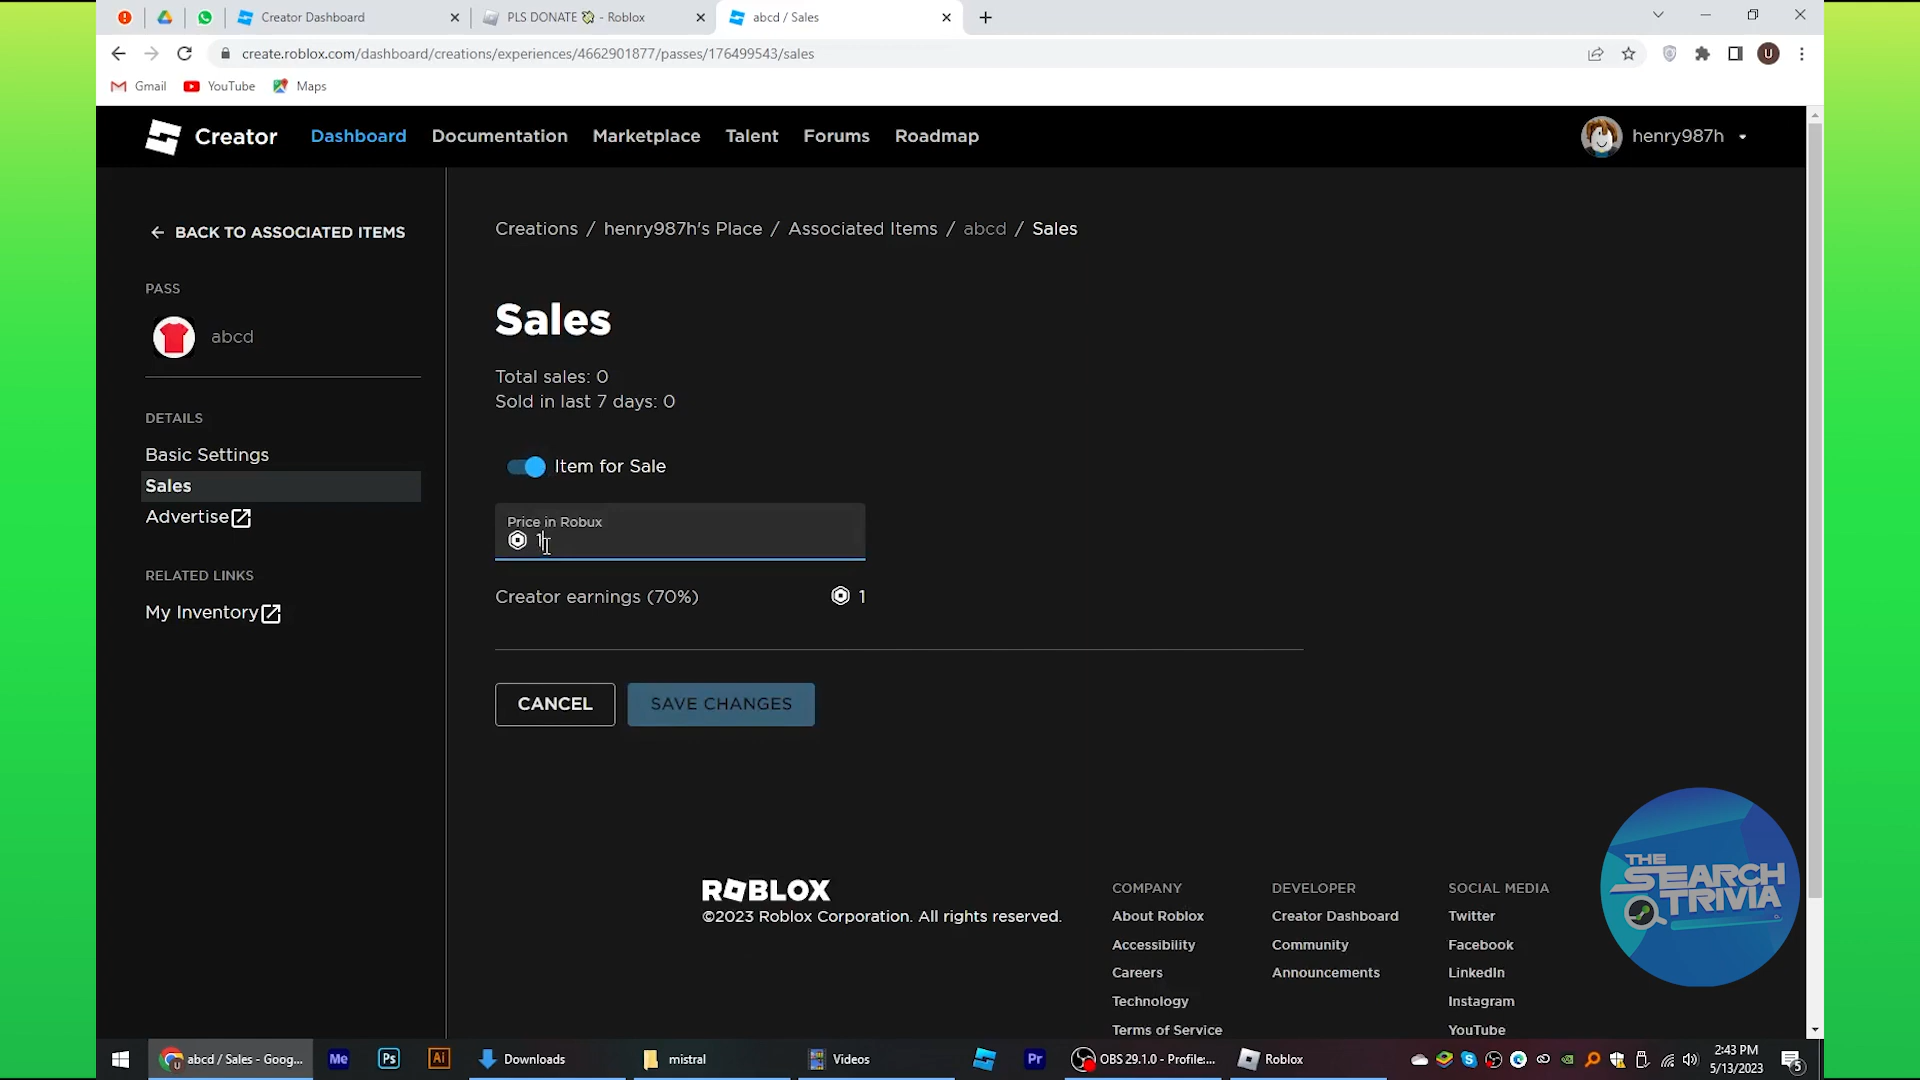 Creator Dashboard
PLS DONATE 💸 - Roblox
abcd / Sales
create.roblox.com/dashboard/creations/experiences/4662901877/passes/176499543/sales
U
Gmail
YouTube
Maps
Creator
Dashboard
Documentation
Marketplace
Talent
Forums
Roadmap
henry987h
BACK TO ASSOCIATED ITEMS
PASS
abcd
DETAILS
Basic Settings
Sales
Advertise
RELATED LINKS
My Inventory
Creations / henry987h's Place / Associated Items / abcd / Sales
Sales
Total sales: 0
Sold in last 7 days: 0
Item for Sale
Price in Robux
1
Creator earnings (70%)
1
CANCEL
SAVE CHANGES
ROBLOX
©2023 Roblox Corporation. All rights reserved.
COMPANY
About Roblox
Accessibility
Careers
Technology
Terms of Service
DEVELOPER
Creator Dashboard
Community
Announcements
SOCIAL MEDIA
Twitter
Facebook
LinkedIn
Instagram
YouTube
THE
SEARCH
TRIVIA
abcd / Sales - Goog...
Me
Ps
Ai
Downloads
mistral
Videos
Pr
OBS 29.1.0 - Profile:...
Roblox
2:43 PM
5/13/2023
5